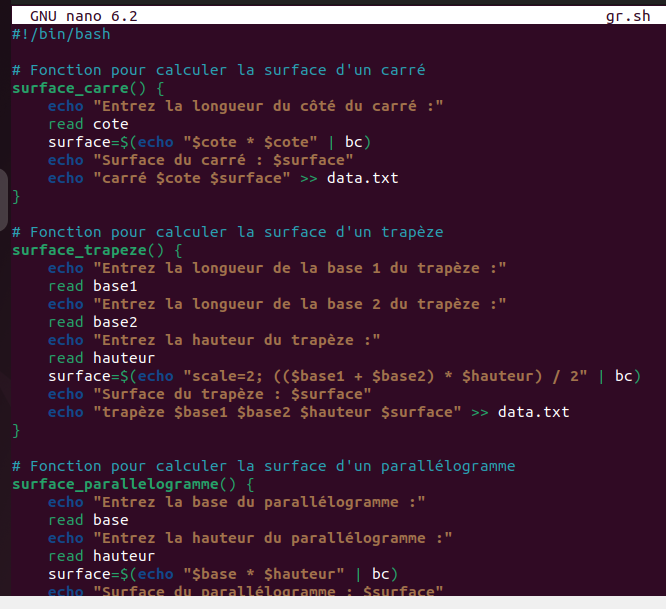 GNU nano 6.2 gr.sh
#!/bin/bash
# Fonction pour calculer la surface d'un carré
surface_carre() {
    echo "Entrez la longueur du côté du carré :"
    read cote
    surface=$(echo "$cote * $cote" | bc)
    echo "Surface du carré : $surface"
    echo "carré $cote $surface" >> data.txt
}
# Fonction pour calculer la surface d'un trapèze
surface_trapeze() {
    echo "Entrez la longueur de la base 1 du trapèze :"
    read base1
    echo "Entrez la longueur de la base 2 du trapèze :"
    read base2
    echo "Entrez la hauteur du trapèze :"
    read hauteur
    surface=$(echo "scale=2; (($base1 + $base2) * $hauteur) / 2" | bc)
    echo "Surface du trapèze : $surface"
    echo "trapèze $base1 $base2 $hauteur $surface" >> data.txt
}
# Fonction pour calculer la surface d'un parallélogramme
surface_parallelogramme() {
    echo "Entrez la base du parallélogramme :"
    read base
    echo "Entrez la hauteur du parallélogramme :"
    read hauteur
    surface=$(echo "$base * $hauteur" | bc)
    echo "Surface du parallélogramme : $surface"